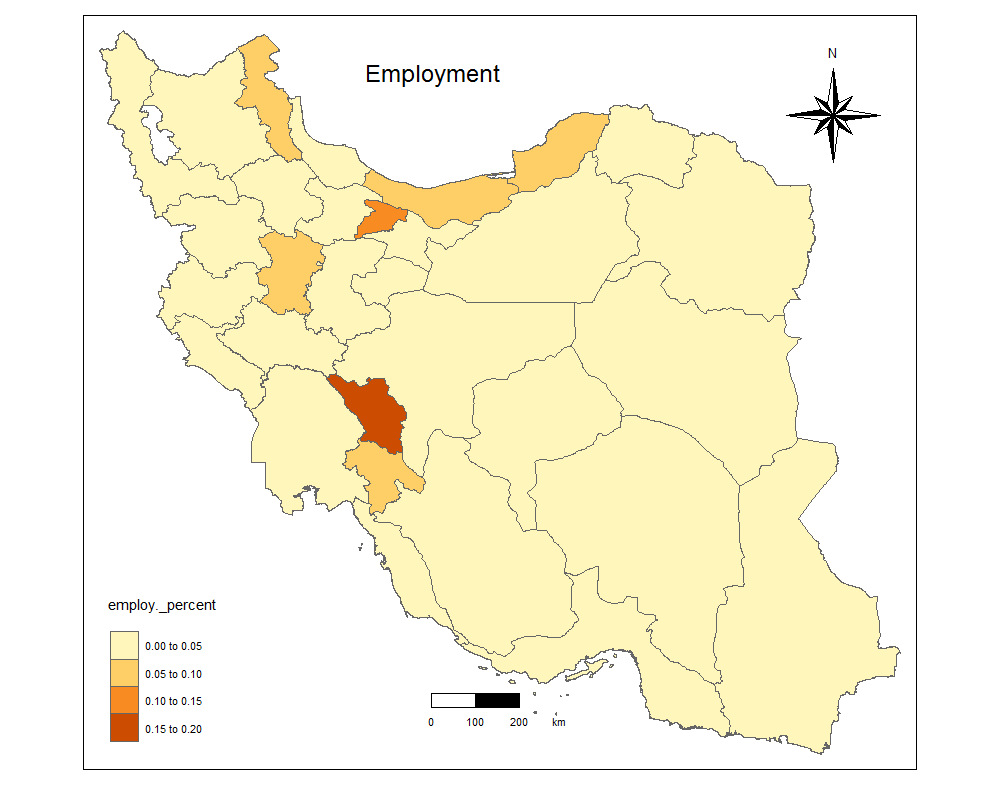 N
Employment
employ._percent
0.00 to 0.05
0.05 to 0.10
0.10 to 0.15
0.15 to 0.20
0 100 200 km